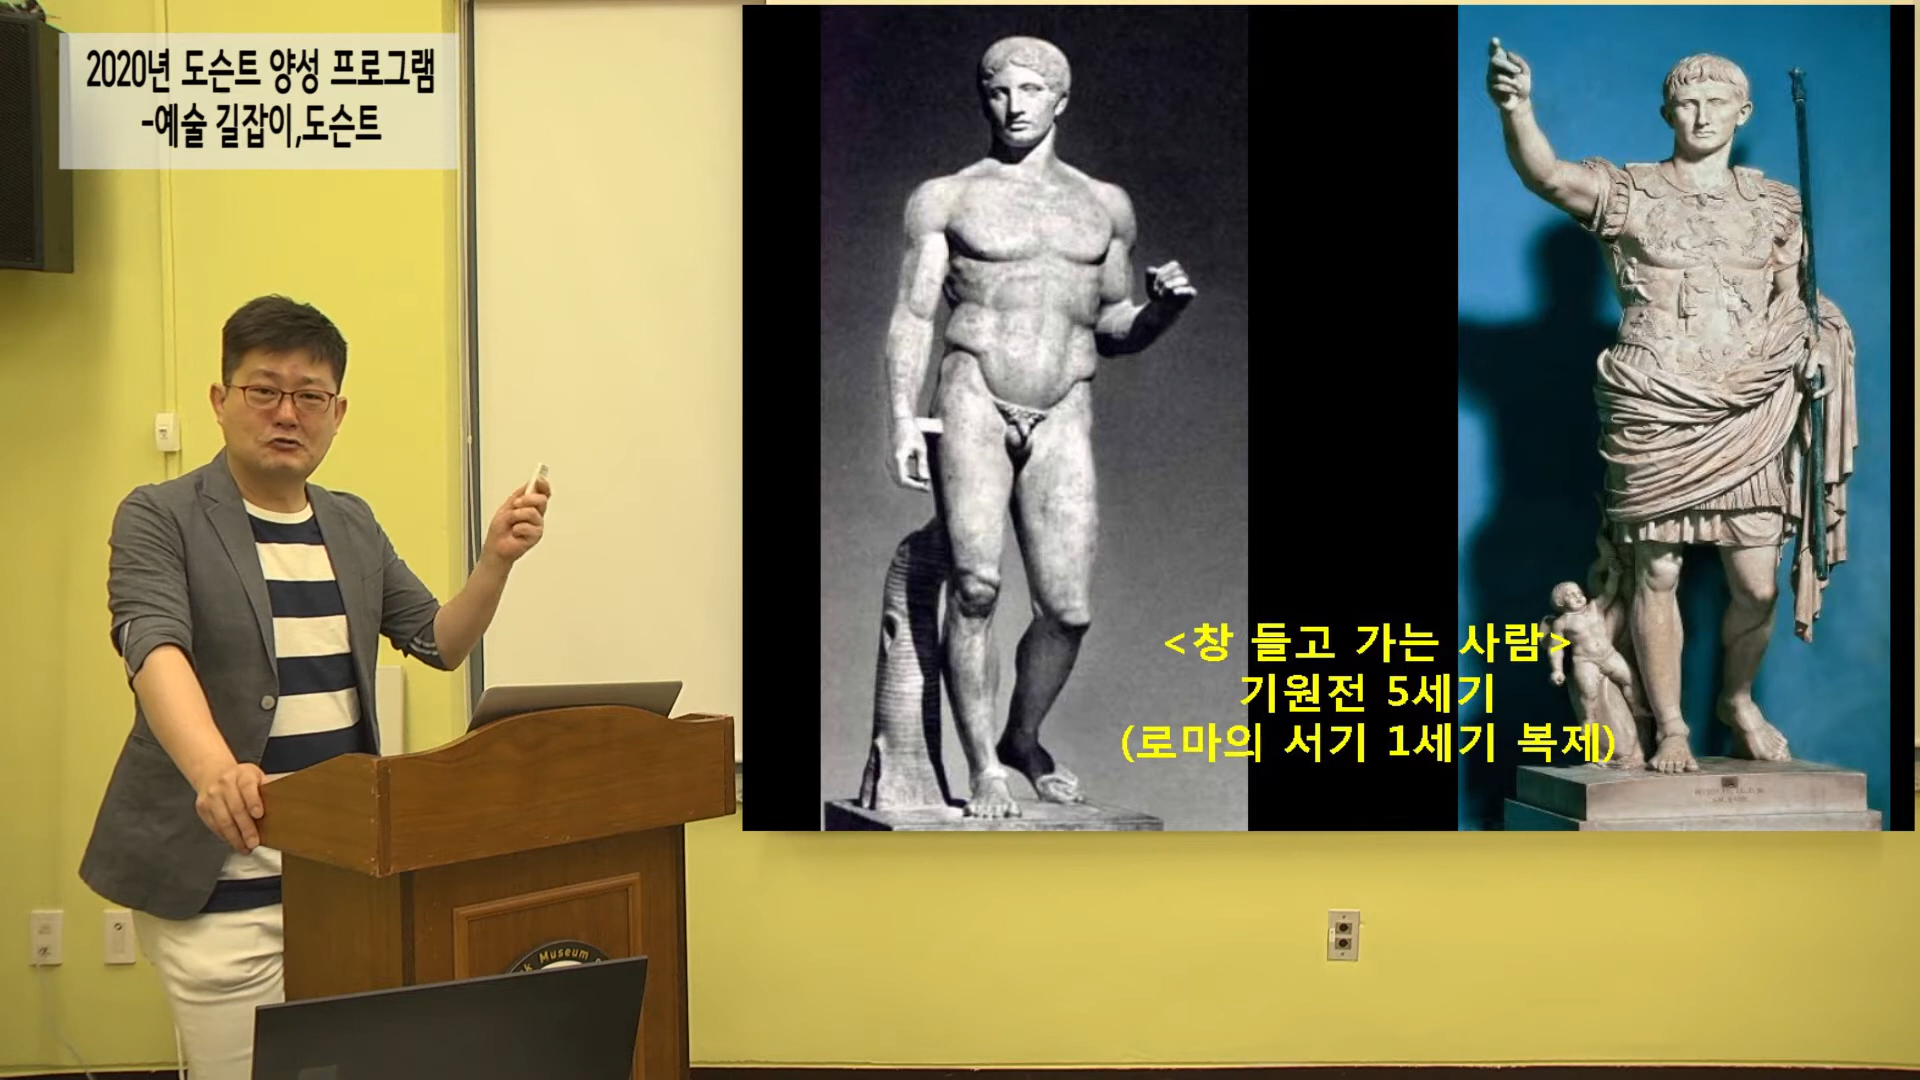 2020년 도슨트 양성 프로그램
-예술 길잡이,도슨트
<창 들고 가는 사람>
기원전 5세기
(로마의 서기 1세기 복제)
Museum